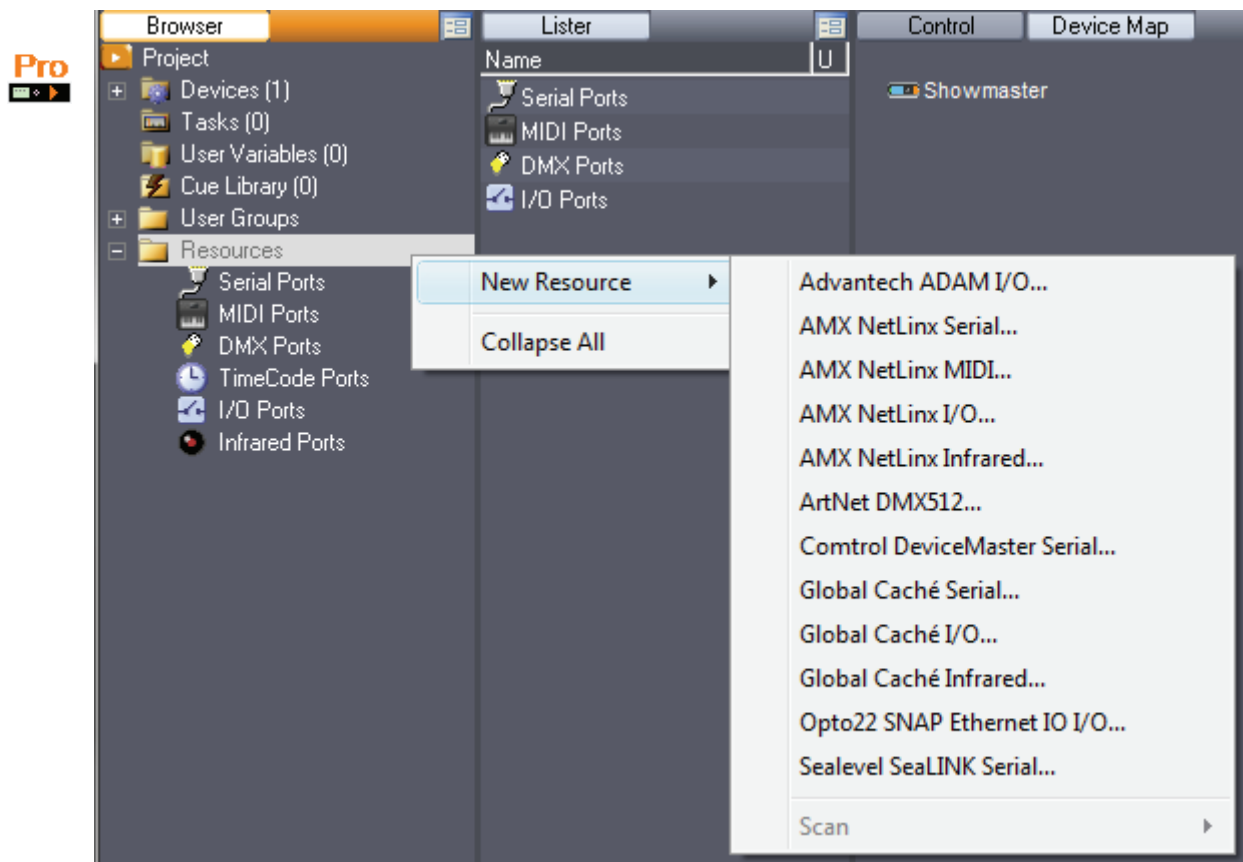 Pro
Browser
Project
Devices (1)
Tasks (0)
User Variables (0)
Cue Library (0)
User Groups
Resources
Serial Ports
MIDI Ports
DMX Ports
TimeCode Ports
I/O Ports
Infrared Ports
Lister
Name U
Serial Ports
MIDI Ports
DMX Ports
I/O Ports
Control Device Map
Showmaster
New Resource
Collapse All
Advantech ADAM I/O...
AMX NetLinx Serial...
AMX NetLinx MIDI...
AMX NetLinx I/O...
AMX NetLinx Infrared...
ArtNet DMX512...
Comtrol DeviceMaster Serial...
Global Caché Serial...
Global Caché I/O...
Global Caché Infrared...
Opto22 SNAP Ethernet IO I/O...
Sealevel SeaLINK Serial...
Scan